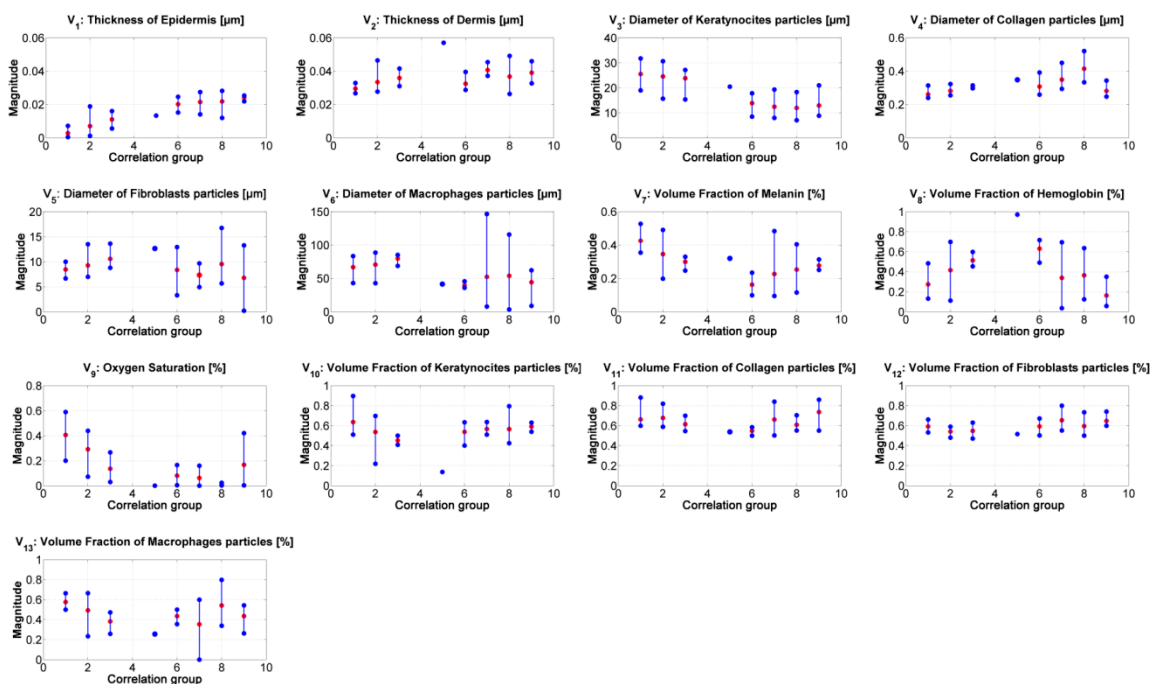 V1: Thickness of Epidermis [µm]
0.06
0.04
0.02
0
Magnitude
0 2 4 6 8 10
Correlation group
V2: Thickness of Dermis [µm]
0.06
0.04
0.02
0
Magnitude
0 2 4 6 8 10
Correlation group
V3: Diameter of Keratynocites particles [µm]
40
30
20
10
0
Magnitude
0 2 4 6 8 10
Correlation group
V4: Diameter of Collagen particles [µm]
0.6
0.4
0.2
0
Magnitude
0 2 4 6 8 10
Correlation group
V5: Diameter of Fibroblasts particles [µm]
20
15
10
5
0
Magnitude
0 2 4 6 8 10
Correlation group
V6: Diameter of Macrophages particles [µm]
150
100
50
0
Magnitude
0 2 4 6 8 10
Correlation group
V7: Volume Fraction of Melanin [%]
0.6
0.4
0.2
0
Magnitude
0 2 4 6 8 10
Correlation group
V8: Volume Fraction of Hemoglobin [%]
1
0.8
0.6
0.4
0.2
0
Magnitude
0 2 4 6 8 10
Correlation group
V9: Oxygen Saturation [%]
0.8
0.6
0.4
0.2
0
Magnitude
0 2 4 6 8 10
Correlation group
V10: Volume Fraction of Keratynocites particles [%]
1
0.8
0.6
0.4
0.2
0
Magnitude
0 2 4 6 8 10
Correlation group
V11: Volume Fraction of Collagen particles [%]
1
0.8
0.6
0.4
0.2
0
Magnitude
0 2 4 6 8 10
Correlation group
V12: Volume Fraction of Fibroblasts particles [%]
1
0.8
0.6
0.4
0.2
0
Magnitude
0 2 4 6 8 10
Correlation group
V13: Volume Fraction of Macrophages particles [%]
1
0.8
0.6
0.4
0.2
0
Magnitude
0 2 4 6 8 10
Correlation group